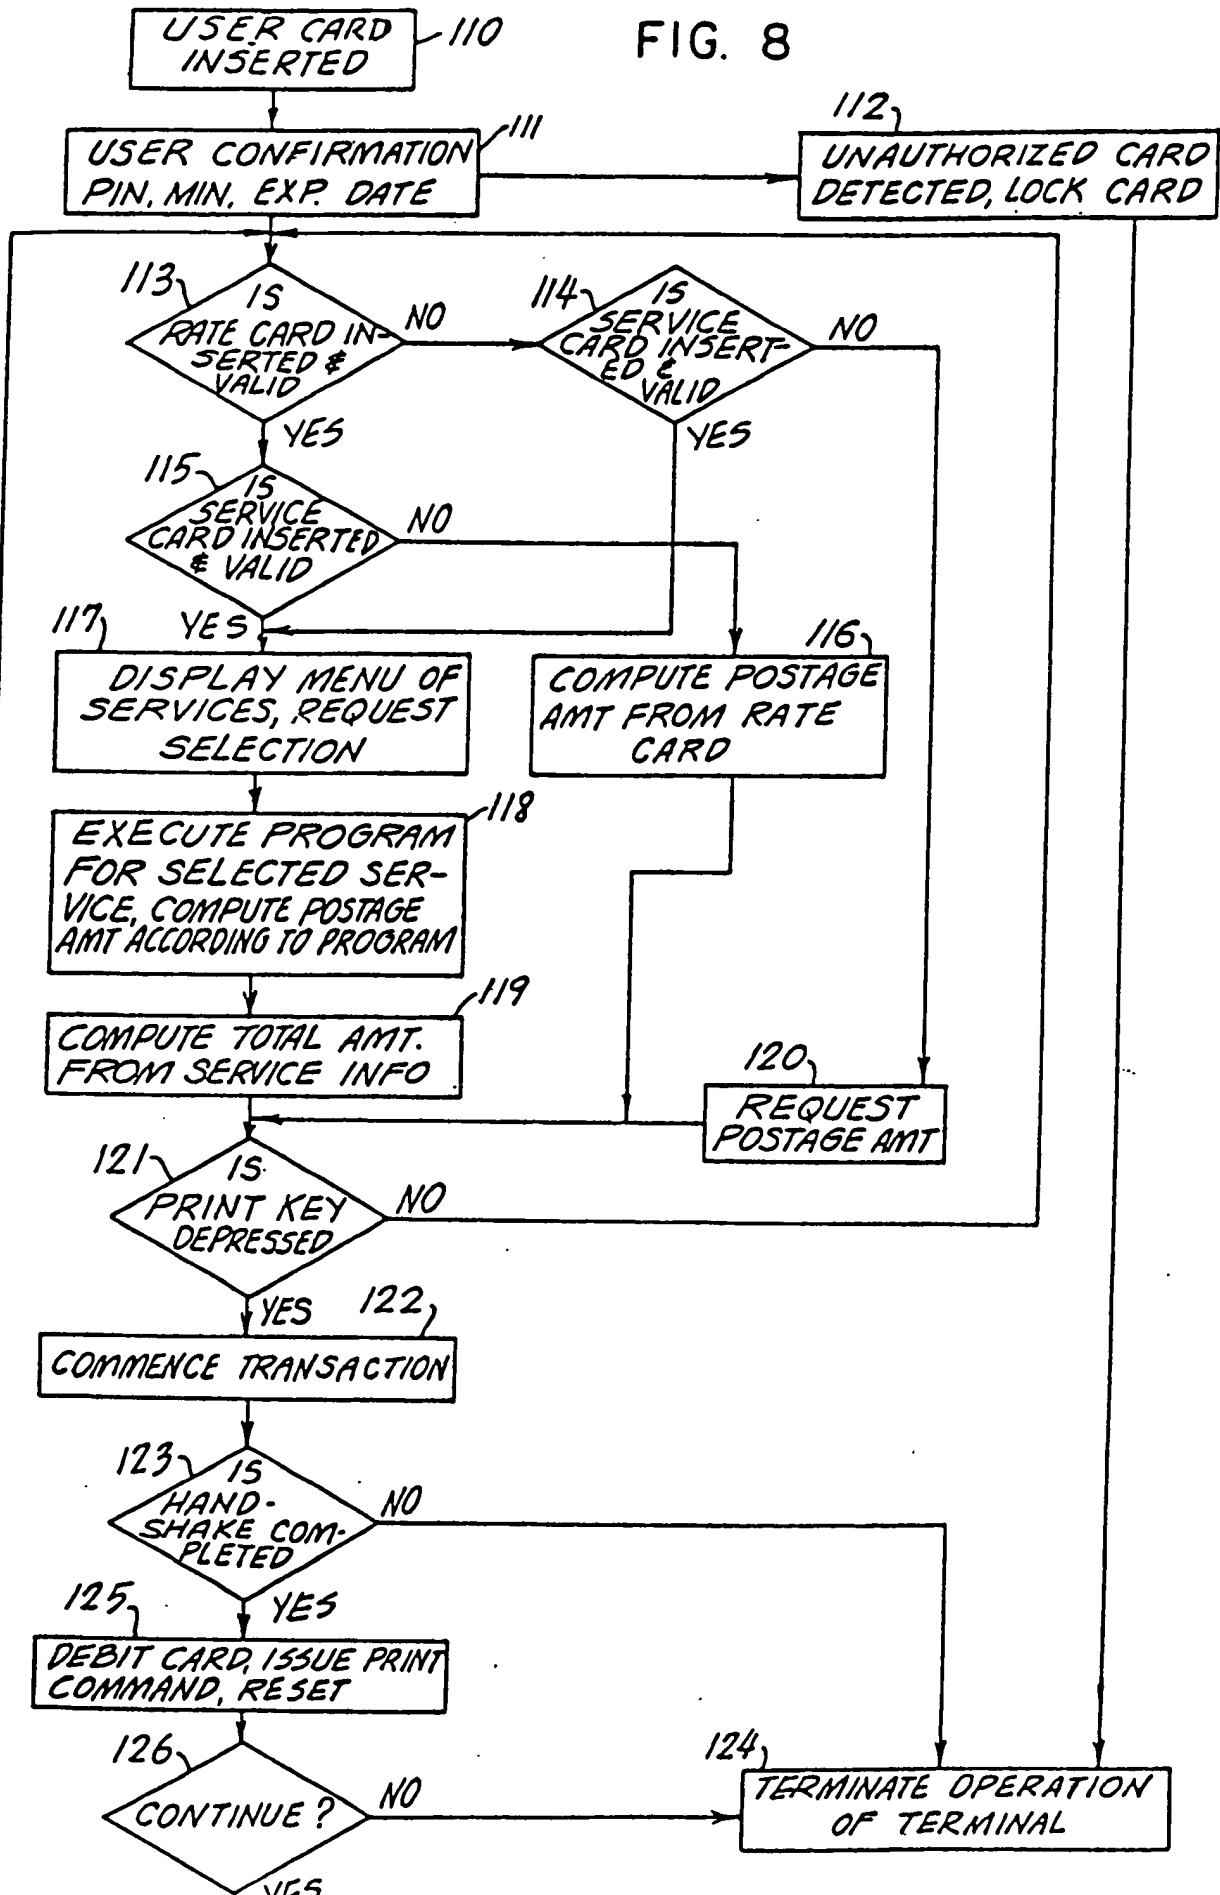 FIG. 8
USER CARD
INSERTED
110
111
USER CONFIRMATION
PIN, MIN, EXP. DATE
112
UNAUTHORIZED CARD
DETECTED, LOCK CARD
113
IS
RATE CARD IN-
SERTED &
VALID
NO
YES
114
IS
SERVICE
CARD INSERT-
ED &
VALID
NO
YES
115
IS
SERVICE
CARD INSERTED
& VALID
NO
YES
117
DISPLAY MENU OF
SERVICES, REQUEST
SELECTION
116
COMPUTE POSTAGE
AMT FROM RATE
CARD
118
EXECUTE PROGRAM
FOR SELECTED SER-
VICE, COMPUTE POSTAGE
AMT ACCORDING TO PROGRAM
119
COMPUTE TOTAL AMT.
FROM SERVICE INFO
120
REQUEST
POSTAGE AMT
121
IS
PRINT KEY
DEPRESSED
NO
YES
122
COMMENCE TRANSACTION
123
IS
HAND-
SHAKE COM-
PLETED
NO
YES
125
DEBIT CARD, ISSUE PRINT
COMMAND, RESET
126
CONTINUE?
NO
YES
124
TERMINATE OPERATION
OF TERMINAL